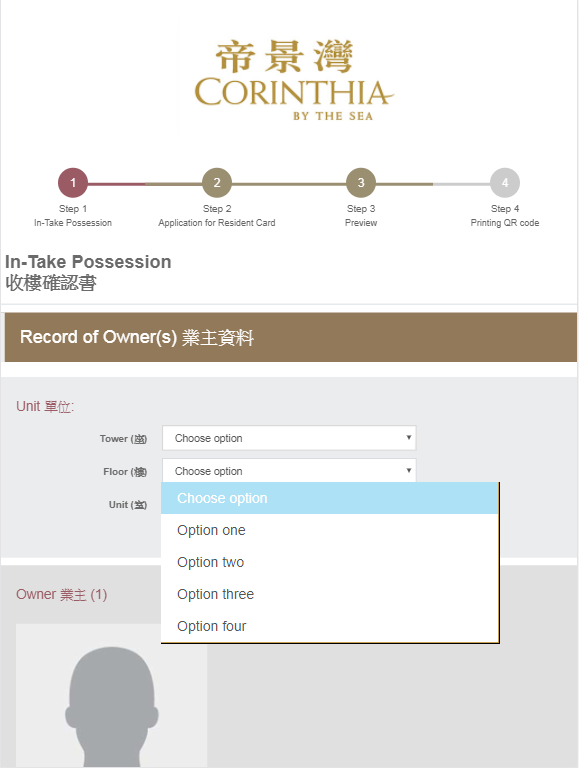 帝景灣
CORINTHIA
BY THE SEA
1
2
3
4
Step 1
Step 2
Step 3
Step 4
In-Take Possession
Application for Resident Card
Preview
Printing QR code
In-Take Possession
收樓確認書
Record of Owner(s) 業主資料
Unit 單位:
Tower (座)
Choose option
Floor (樓)
Choose option
Choose option
Unit (室)
Option one
Option two
Option three
Option four
Owner 業主 (1)